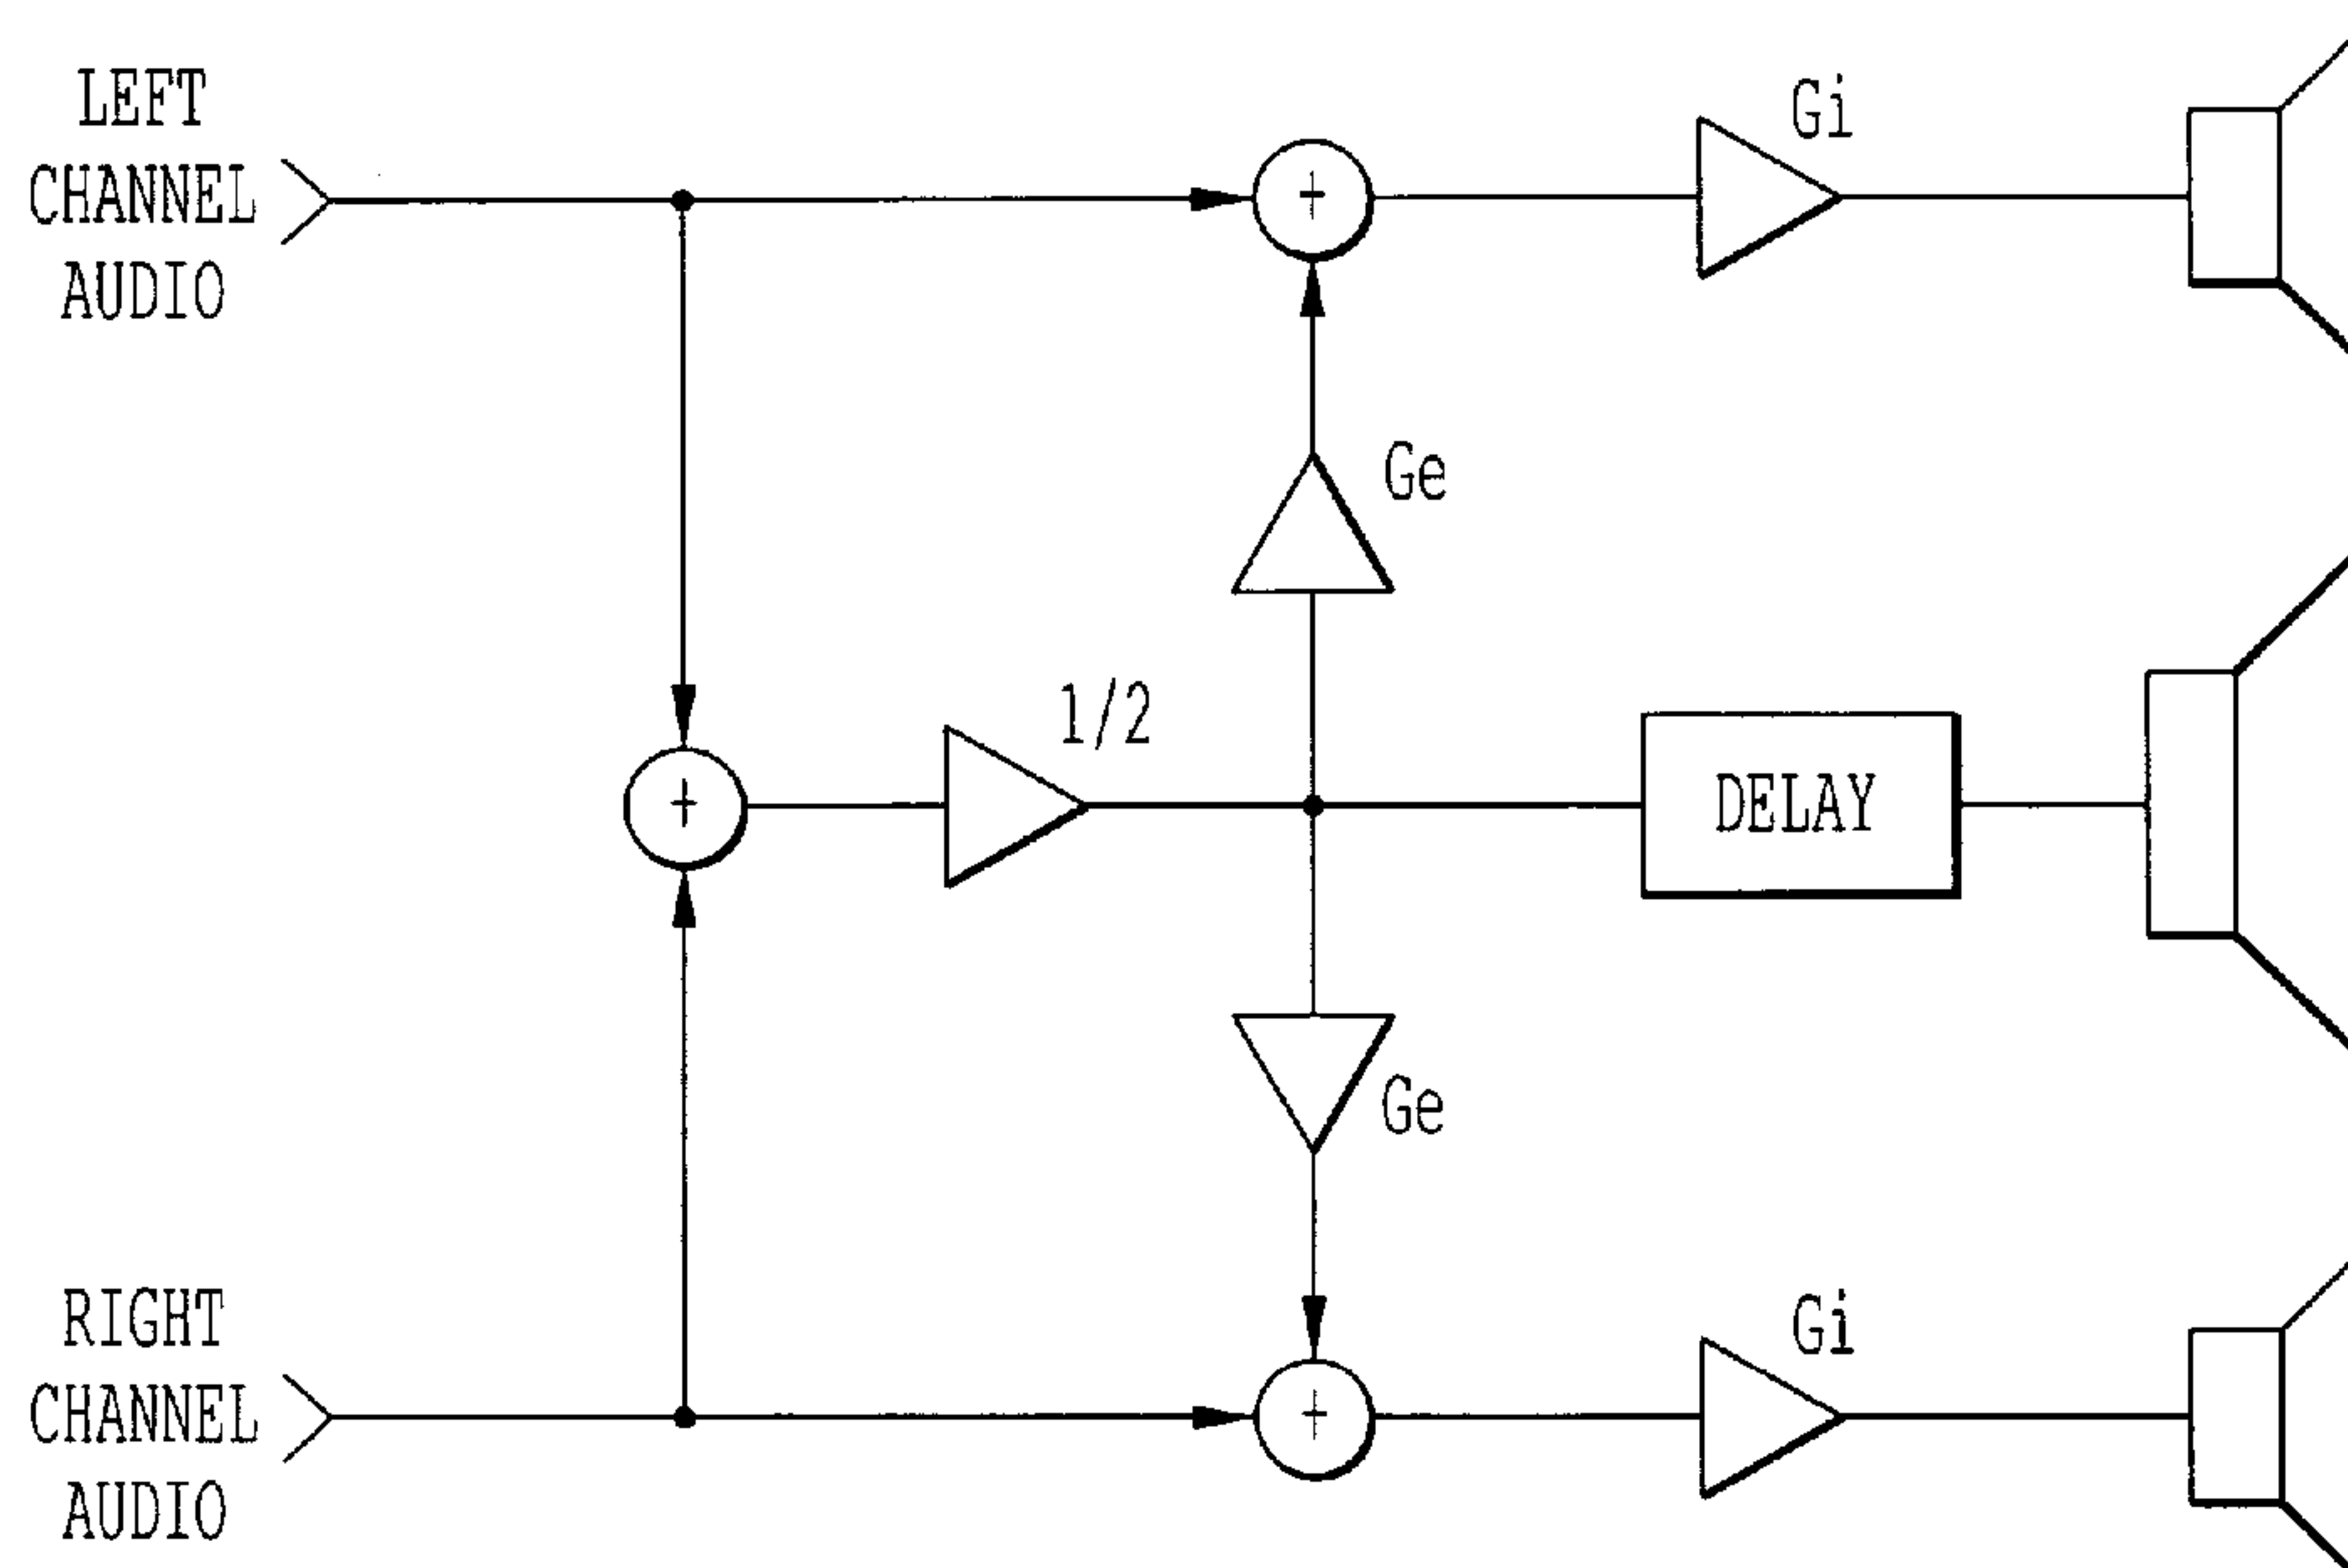 LEFT
CHANNEL
AUDIO
+
Gi
Ge
1/2
+
DELAY
Ge
RIGHT
CHANNEL
AUDIO
+
Gi